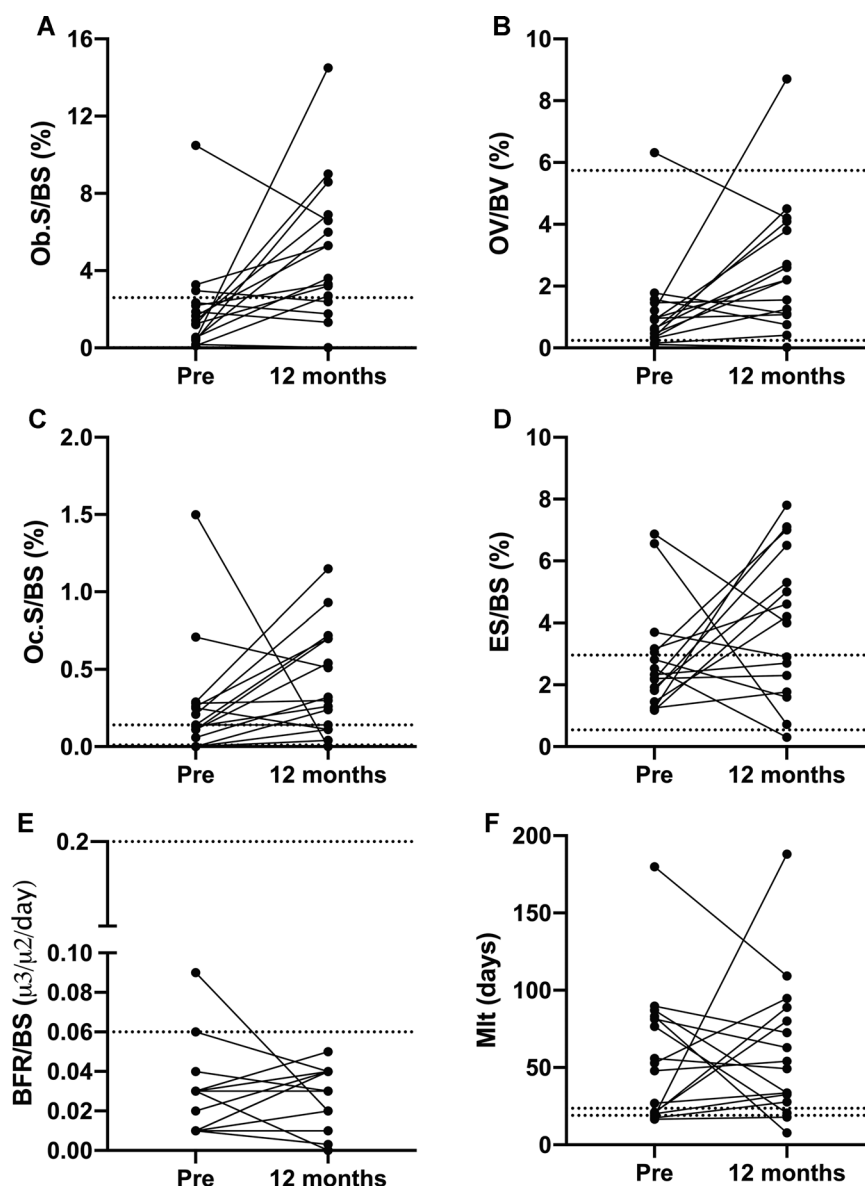 A
Ob.S/BS (%)
16
12
8
4
0
Pre 12 months
B
OV/BV (%)
10
8
6
4
2
0
Pre 12 months
C
Oc.S/BS (%)
2.0
1.5
1.0
0.5
0.0
Pre 12 months
D
ES/BS (%)
10
8
6
4
2
0
Pre 12 months
E
BFR/BS (µ3/µ2/day)
0.2
0.10
0.08
0.06
0.04
0.02
0.00
Pre 12 months
F
Mlt (days)
200
150
100
50
0
Pre 12 months